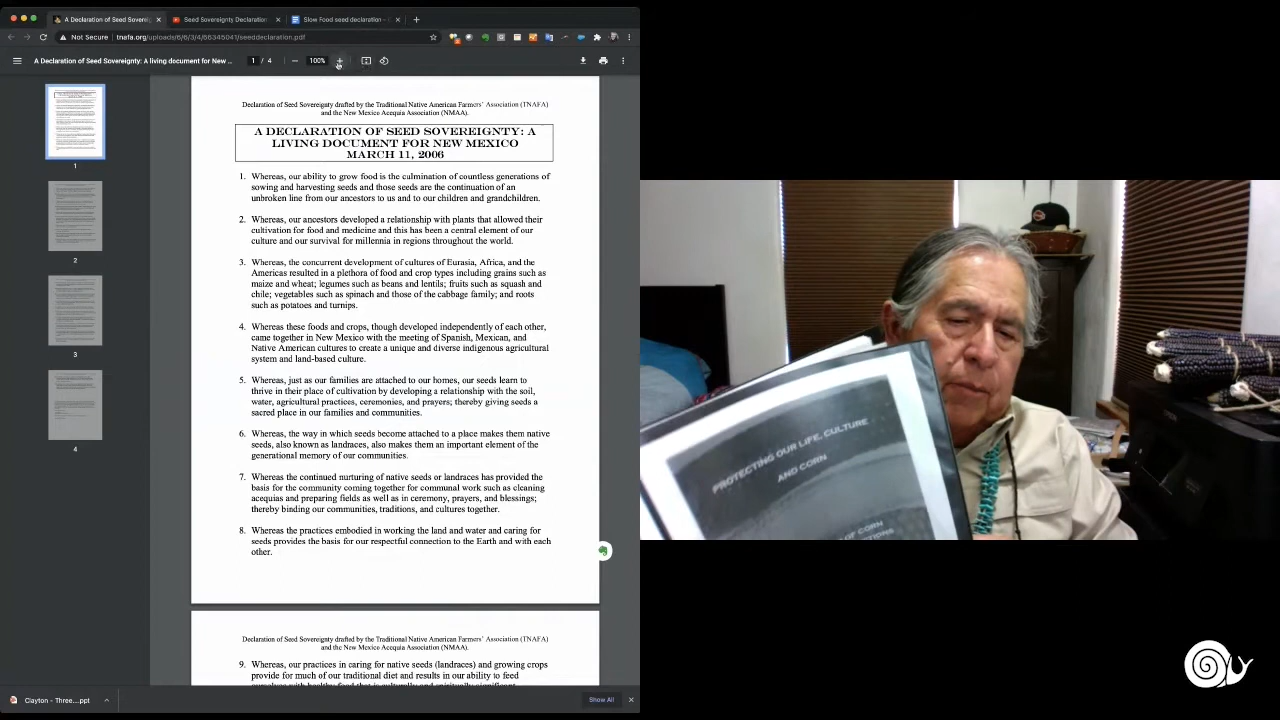 A Declaration of Seed Sovereig
Seed Sovereignty Declaration
Slow Food seed declaration -
Not Secure
tnafa.org/uploads/6/6/3/4/66345041/seeddeclaration.pdf
A Declaration of Seed Sovereignty: A living document for New ...
1 / 4
100%
Declaration of Seed Sovereignty drafted by the Traditional Native American Farmers' Association (TNAFA)
and the New Mexico Acequia Association (NMAA).
A DECLARATION OF SEED SOVEREIGNTY: A
LIVING DOCUMENT FOR NEW MEXICO
MARCH 11, 2006
1. Whereas, our ability to grow food is the culmination of countless generations of
sowing and harvesting seeds and those seeds are the continuation of an
unbroken line from our ancestors to us and to our children and grandchildren.
2. Whereas, our ancestors developed a relationship with plants that allowed their
cultivation for food and medicine and this has been a central element of our
culture and our survival for millennia in regions throughout the world.
3. Whereas, the concurrent development of cultures of Eurasia, Africa, and the
Americas resulted in a plethora of food and crop types including grains such as
maize and wheat; legumes such as beans and lentils; fruits such as squash and
chile; vegetables such as spinach and those of the cabbage family; and roots
such as potatoes and turnips.
4. Whereas these foods and crops, though developed independently of each other,
came together in New Mexico with the meeting of Spanish, Mexican, and
Native American cultures to create a unique and diverse indigenous agricultural
system and land-based culture.
5. Whereas, just as our families are attached to our homes, our seeds learn to
thrive in their place of cultivation by developing a relationship with the soil,
water, agricultural practices, ceremonies, and prayers; thereby giving seeds a
sacred place in our families and communities.
6. Whereas, the way in which seeds become attached to a place makes them native
seeds, also known as landraces, also makes them an important element of the
generational memory of our communities.
7. Whereas the continued nurturing of native seeds or landraces has provided the
basis for the community coming together for communal work such as cleaning
acequias and preparing fields as well as in ceremony, prayers, and blessings;
thereby binding our communities, traditions, and cultures together.
8. Whereas the practices embodied in working the land and water and caring for
seeds provides the basis for our respectful connection to the Earth and with each
other.
Declaration of Seed Sovereignty drafted by the Traditional Native American Farmers' Association (TNAFA)
and the New Mexico Acequia Association (NMAA).
9. Whereas, our practices in caring for native seeds (landraces) and growing crops
provide for much of our traditional diet and results in our ability to feed
ourselves with healthy food that is culturally and spiritually significant.
1
2
3
4
Clayton - Three....ppt
Show All
PROTECTING OUR LIFE, CULTURE
AND CORN
OF CORN